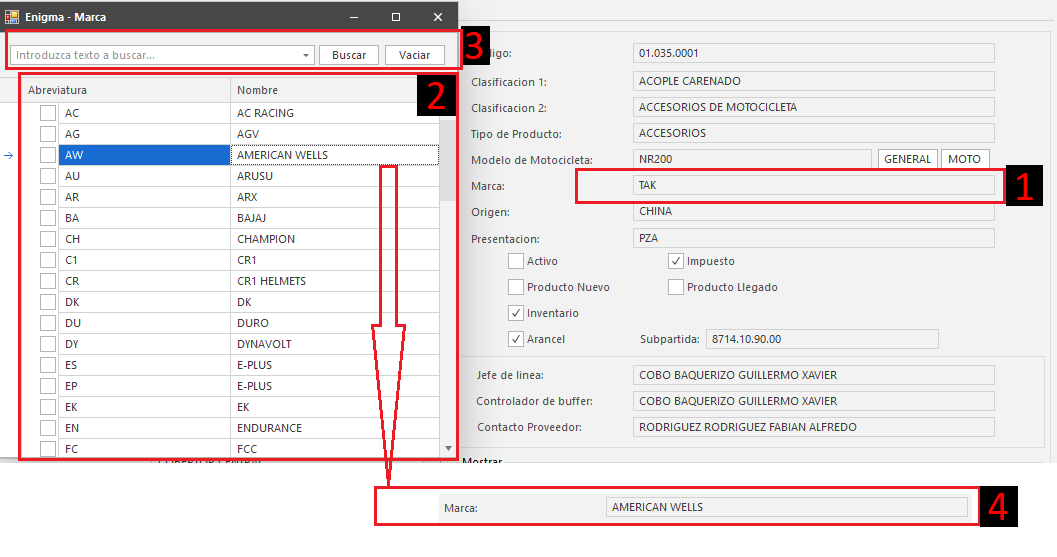 Enigma - Marca
Introduzca texto a buscar...
Buscar
Vaciar
3
Abreviatura Nombre
2
AC AC RACING
AG AGV
AW AMERICAN WELLS
AU ARUSU
AR ARX
BA BAJAJ
CH CHAMPION
C1 CR1
CR CR1 HELMETS
DK DK
DU DURO
DY DYNAVOLT
ES E-PLUS
EP E-PLUS
EK EK
EN ENDURANCE
FC FCC
01.035.0001
Clasificacion 1: ACOPLE CARENADO
Clasificacion 2: ACCESORIOS DE MOTOCICLETA
Tipo de Producto: ACCESORIOS
Modelo de Motocicleta: NR200 GENERAL MOTO
Marca: TAK
1
Origen: CHINA
Presentacion: PZA
Activo Impuesto
Producto Nuevo Producto Llegado
Inventario
Arancel Subpartida: 8714.10.90.00
Jefe de linea: COBO BAQUERIZO GUILLERMO XAVIER
Controlador de buffer: COBO BAQUERIZO GUILLERMO XAVIER
Contacto Proveedor: RODRIGUEZ RODRIGUEZ FABIAN ALFREDO
Mostrar
Marca: AMERICAN WELLS
4